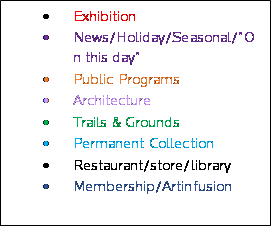 • Exhibition
• News/Holiday/Seasonal/"O
n this day"
• Public Programs
• Architecture
• Trails & Grounds
• Permanent Collection
• Restaurant/store/library
• Membership/Artinfusion